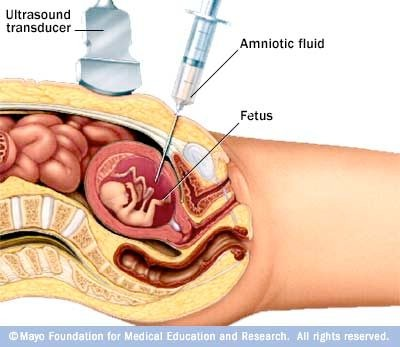 Ultrasound
transducer
Amniotic fluid
Fetus
©Mayo Foundation for Medical Education and Research. All rights reserved.